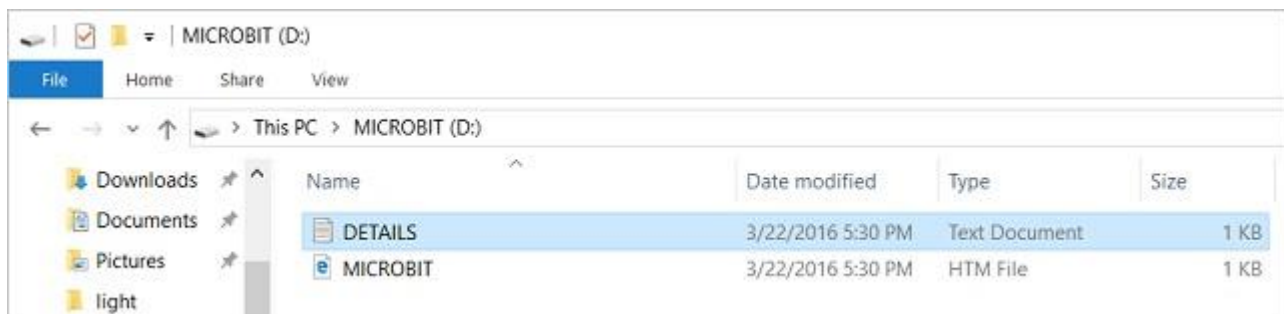 MICROBIT (D:)
File Home Share View
This PC > MICROBIT (D:)
Downloads Name Date modified Type Size
Documents DETAILS 3/22/2016 5:30 PM Text Document 1 KB
Pictures MICROBIT 3/22/2016 5:30 PM HTM File 1 KB
light